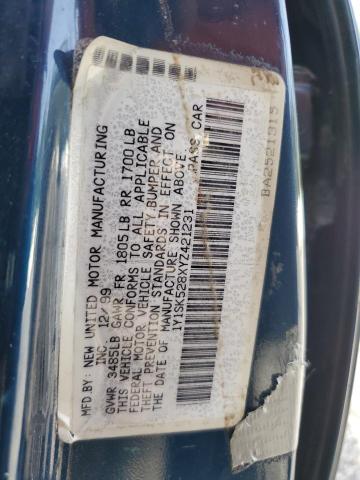 MFD BY: NEW UNITED MOTOR MANUFACTURING
INC 12/99
GVWR 3485LB GAWR FR 1805LB RR 1700LB
THIS VEHICLE CONFORMS TO ALL APPLICABLE
FEDERAL MOTOR VEHICLE SAFETY BUMPER AND
THEFT PREVENTION STANDARDS IN EFFECT ON
THE DATE OF MANUFACTURE SHOWN ABOVE
1Y1SK528XYZ421231 PASS CAR
BA2521315